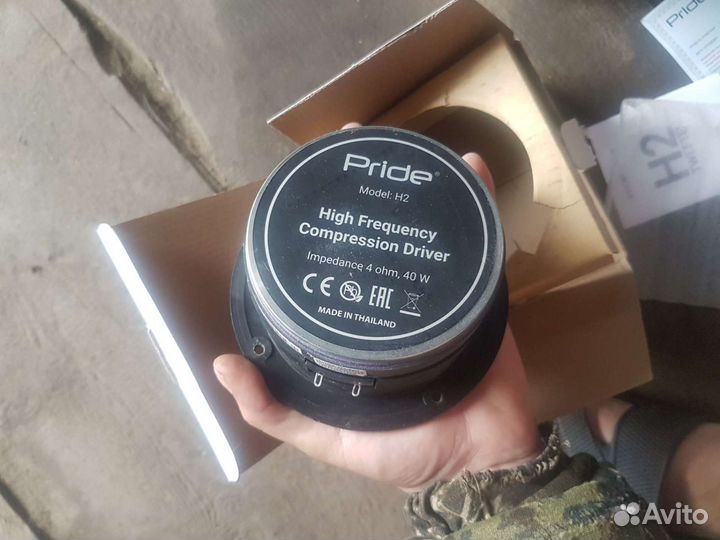 Pride®
Model: H2
High Frequency
Compression Driver
Impedance 4 ohm, 40 W
CE Pb EAC
MADE IN THAILAND
Pride
H2
Avito